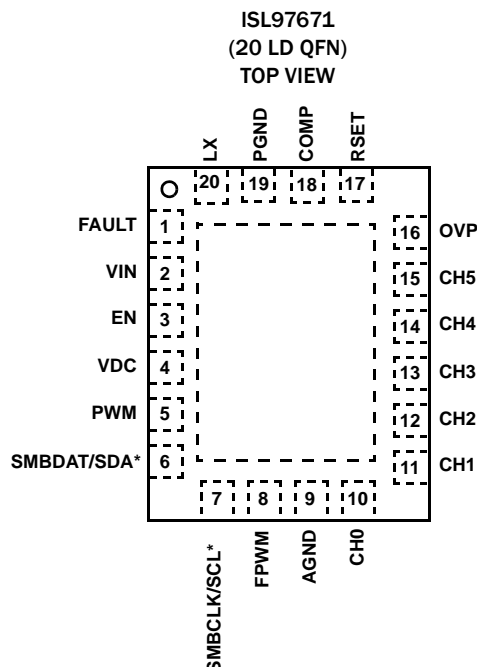 ISL97671
(20 LD QFN)
TOP VIEW
LX
PGND
COMP
RSET
20
19
18
17
FAULT 1
VIN 2
EN 3
VDC 4
PWM 5
SMBDAT/SDA* 6
16 OVP
15 CH5
14 CH4
13 CH3
12 CH2
11 CH1
7
8
9
10
SMBCLK/SCL*
FPWM
AGND
CH0